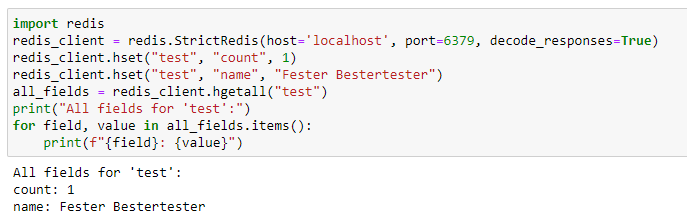 import redis
redis_client = redis.StrictRedis(host='localhost', port=6379, decode_responses=True)
redis_client.hset("test", "count", 1)
redis_client.hset("test", "name", "Fester Bestertester")
all_fields = redis_client.hgetall("test")
print("All fields for 'test':")
for field, value in all_fields.items():
    print(f"{field}: {value}")
All fields for 'test':
count: 1
name: Fester Bestertester